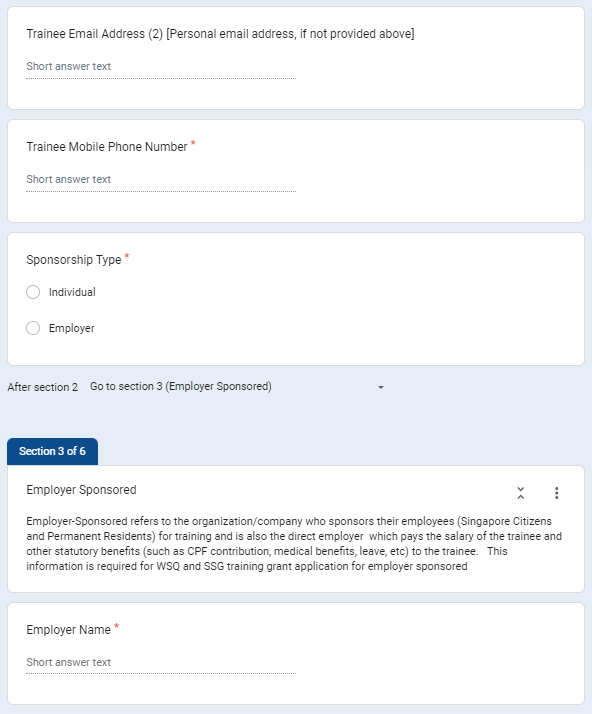 Trainee Email Address (2) [Personal email address, if not provided above]
Short answer text
Trainee Mobile Phone Number *
Short answer text
Sponsorship Type *
Individual
Employer
After section 2 Go to section 3 (Employer Sponsored)
Section 3 of 6
Employer Sponsored
Employer-Sponsored refers to the organization/company who sponsors their employees (Singapore Citizens
and Permanent Residents) for training and is also the direct employer  which pays the salary of the trainee and
other statutory benefits (such as CPF contribution, medical benefits, leave, etc) to the trainee.   This
information is required for WSQ and SSG training grant application for employer sponsored
Employer Name *
Short answer text